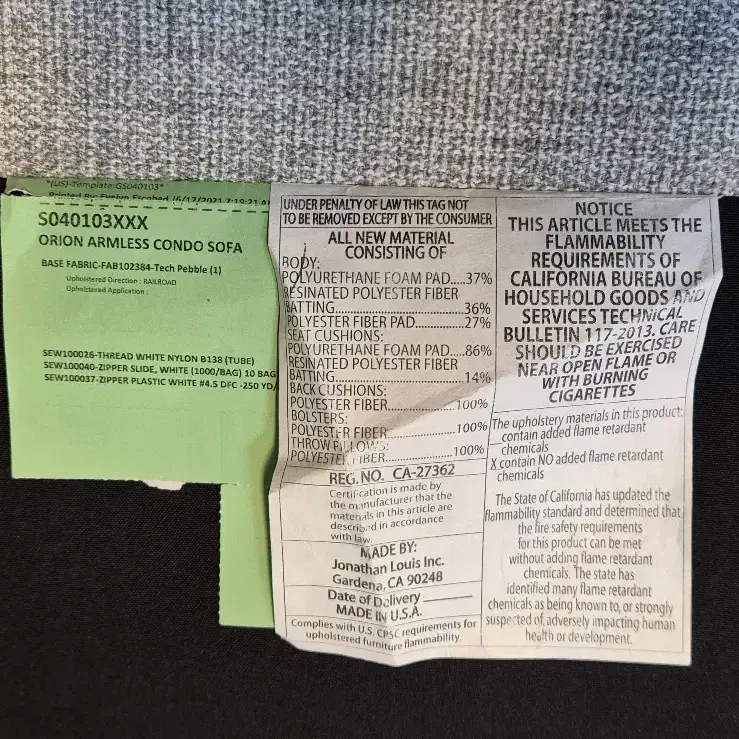 *(US)-Template:GS040103*
Printed By: Evelyn Escobed (6/17/2021 7:19:21 A
S040103XXX
ORION ARMLESS CONDO SOFA
BASE FABRIC-FAB102384-Tech Pebble (1)
Upholstered Direction : RAILROAD
Upholstered Application :
SEW100026-THREAD WHITE NYLON B138 (TUBE)
SEW100040-ZIPPER SLIDE, WHITE (1000/BAG) 10 BAG
SEW100037-ZIPPER PLASTIC WHITE #4.5 DFC -250 YD/
UNDER PENALTY OF LAW THIS TAG NOT
TO BE REMOVED EXCEPT BY THE CONSUMER
ALL NEW MATERIAL
CONSISTING OF
BODY:
POLYURETHANE FOAM PAD....37%
RESINATED POLYESTER FIBER
BATTING........................36%
POLYESTER FIBER PAD..........27%
SEAT CUSHIONS:
POLYURETHANE FOAM PAD....86%
RESINATED POLYESTER FIBER
BATTING........................14%
BACK CUSHIONS:
POLYESTER FIBER...............100%
BOLSTERS:
POLYESTER FIBER...............100%
THROW PILLOWS:
POLYESTER FIBER...............100%
REG. NO. CA-27362
Certification is made by
the manufacturer that the
materials in this article are
described in accordance
with law.
MADE BY:
Jonathan Louis Inc.
Gardena, CA 90248
Date of Delivery
MADE IN U.S.A.
Complies with U.S. CPSC requirements for
upholstered furniture flammability.
NOTICE
THIS ARTICLE MEETS THE
FLAMMABILITY
REQUIREMENTS OF
CALIFORNIA BUREAU OF
HOUSEHOLD GOODS AND
SERVICES TECHNICAL
BULLETIN 117-2013. CARE
SHOULD BE EXERCISED
NEAR OPEN FLAME OR
WITH BURNING
CIGARETTES
The upholstery materials in this product:
contain added flame retardant
chemicals
X contain NO added flame retardant
chemicals
The State of California has updated the
flammability standard and determined that
the fire safety requirements
for this product can be met
without adding flame retardant
chemicals. The state has
identified many flame retardant
chemicals as being known to, or strongly
suspected of, adversely impacting human
health or development.